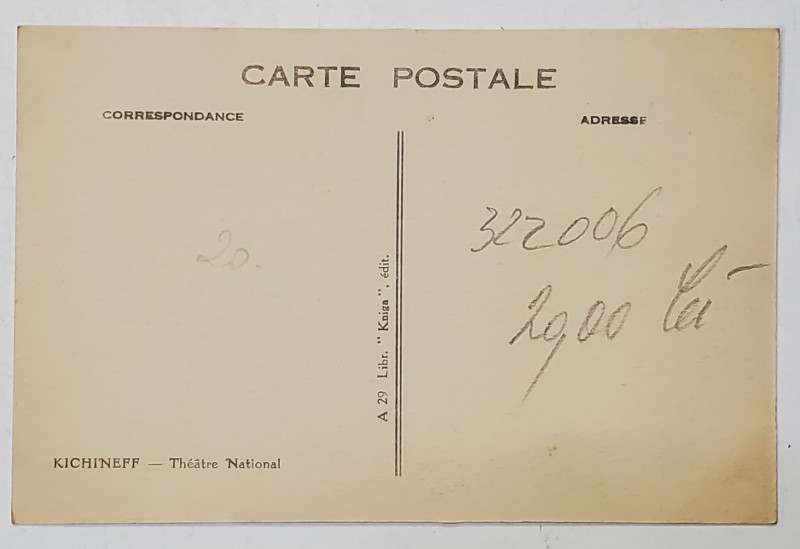 CARTE POSTALE
CORRESPONDANCE
ADRESSE
322006
20.
2900 Lei
A 29 Libr. " Kniga ", édit.
KICHINEFF — Théâtre National